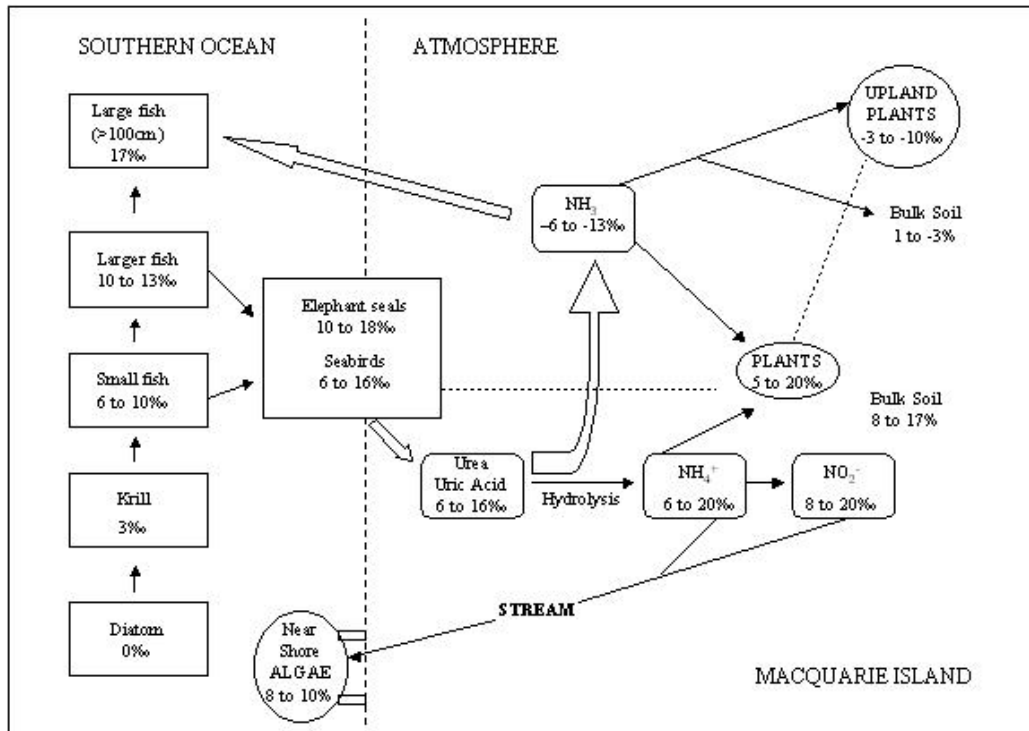 SOUTHERN OCEAN
ATMOSPHERE
Large fish
(>100cm)
17‰
Larger fish
10 to 13‰
Small fish
6 to 10‰
Krill
3‰
Diatom
0‰
Elephant seals
10 to 18‰
Seabirds
6 to 16‰
NH₃
–6 to -13‰
UPLAND
PLANTS
-3 to -10‰
Bulk Soil
1 to -3%
PLANTS
5 to 20‰
Bulk Soil
8 to 17%
Urea
Uric Acid
6 to 16‰
Hydrolysis
NH₄⁺
6 to 20‰
NO₂⁻
8 to 20‰
STREAM
Near
Shore
ALGAE
8 to 10%
MACQUARIE ISLAND